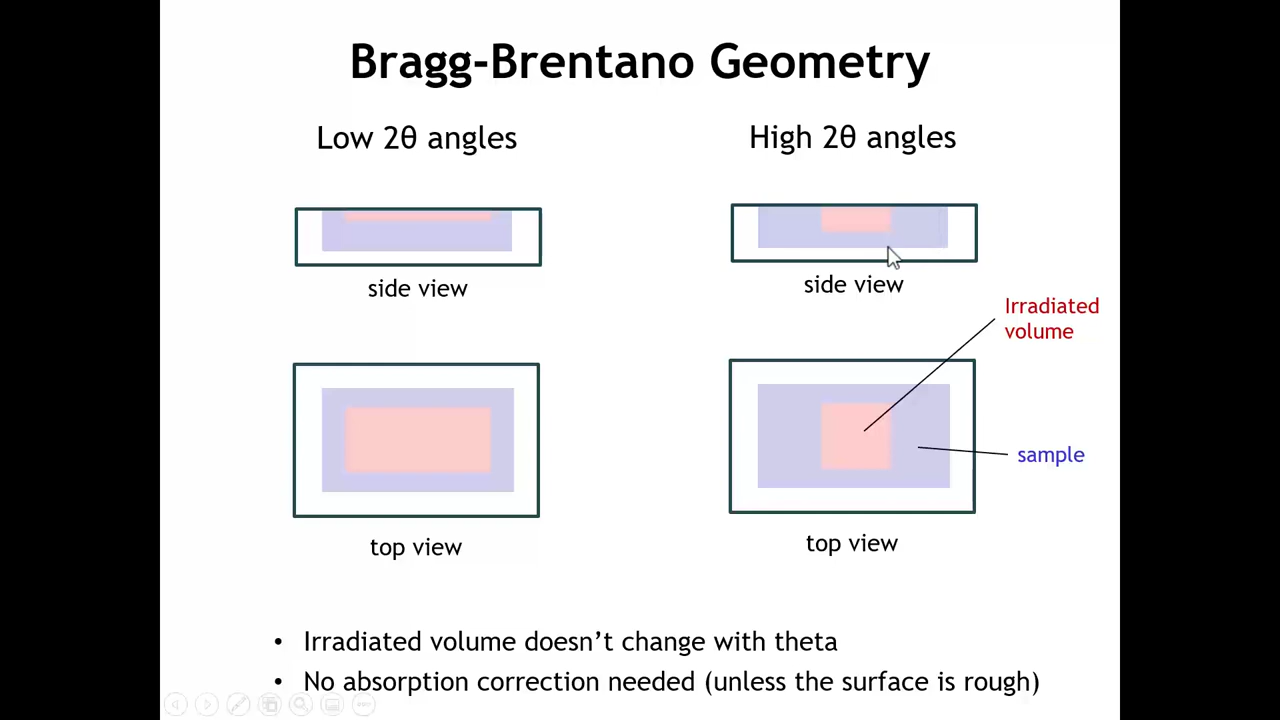 Bragg-Brentano Geometry
Low 2θ angles
High 2θ angles
side view
side view
Irradiated
volume
sample
top view
top view
• Irradiated volume doesn’t change with theta
• No absorption correction needed (unless the surface is rough)